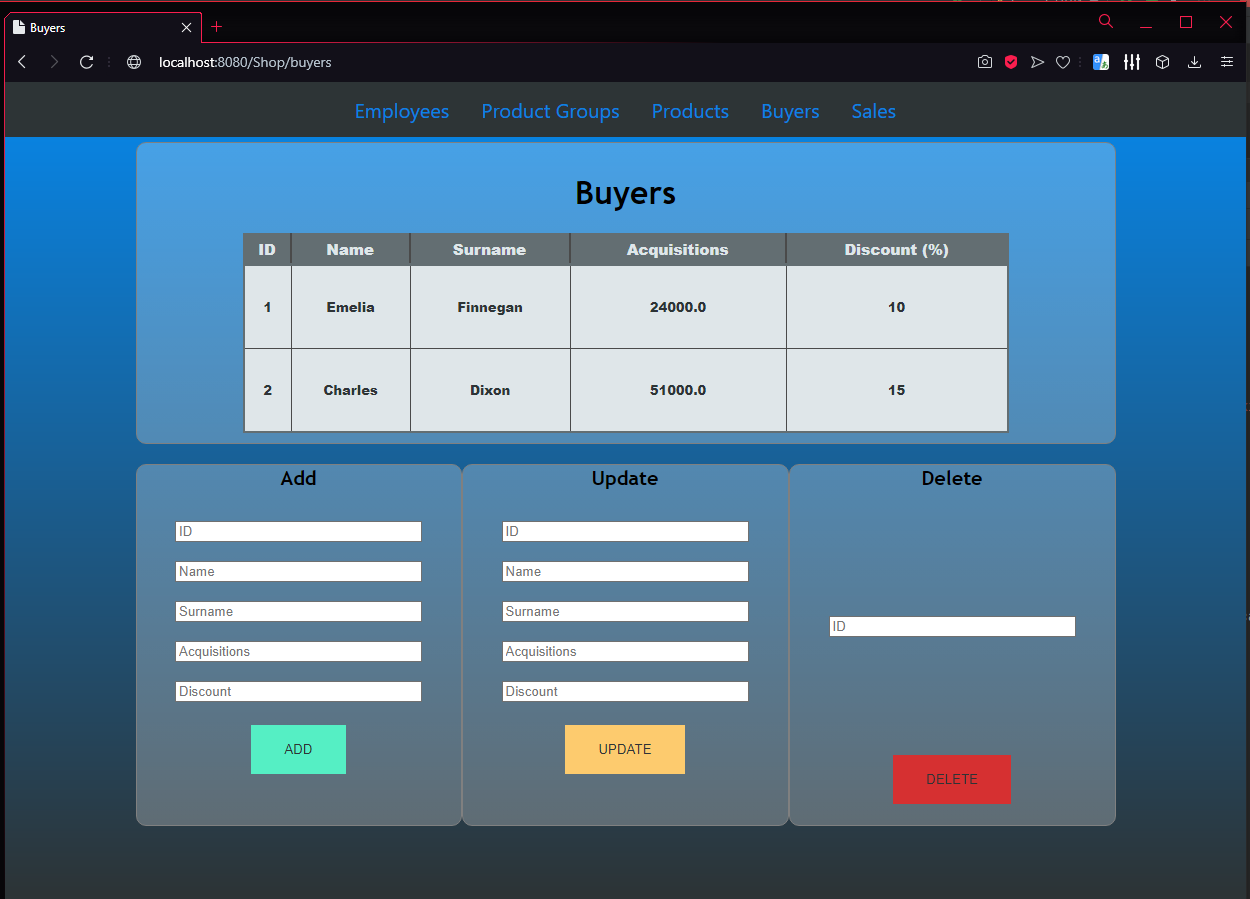 Buyers
localhost:8080/Shop/buyers
Employees Product Groups Products Buyers Sales
Buyers
ID Name Surname Acquisitions Discount (%)
1 Emelia Finnegan 24000.0 10
2 Charles Dixon 51000.0 15
Add Update Delete
ID ID
Name Name
Surname Surname
ID
Acquisitions Acquisitions
Discount Discount
ADD UPDATE
DELETE